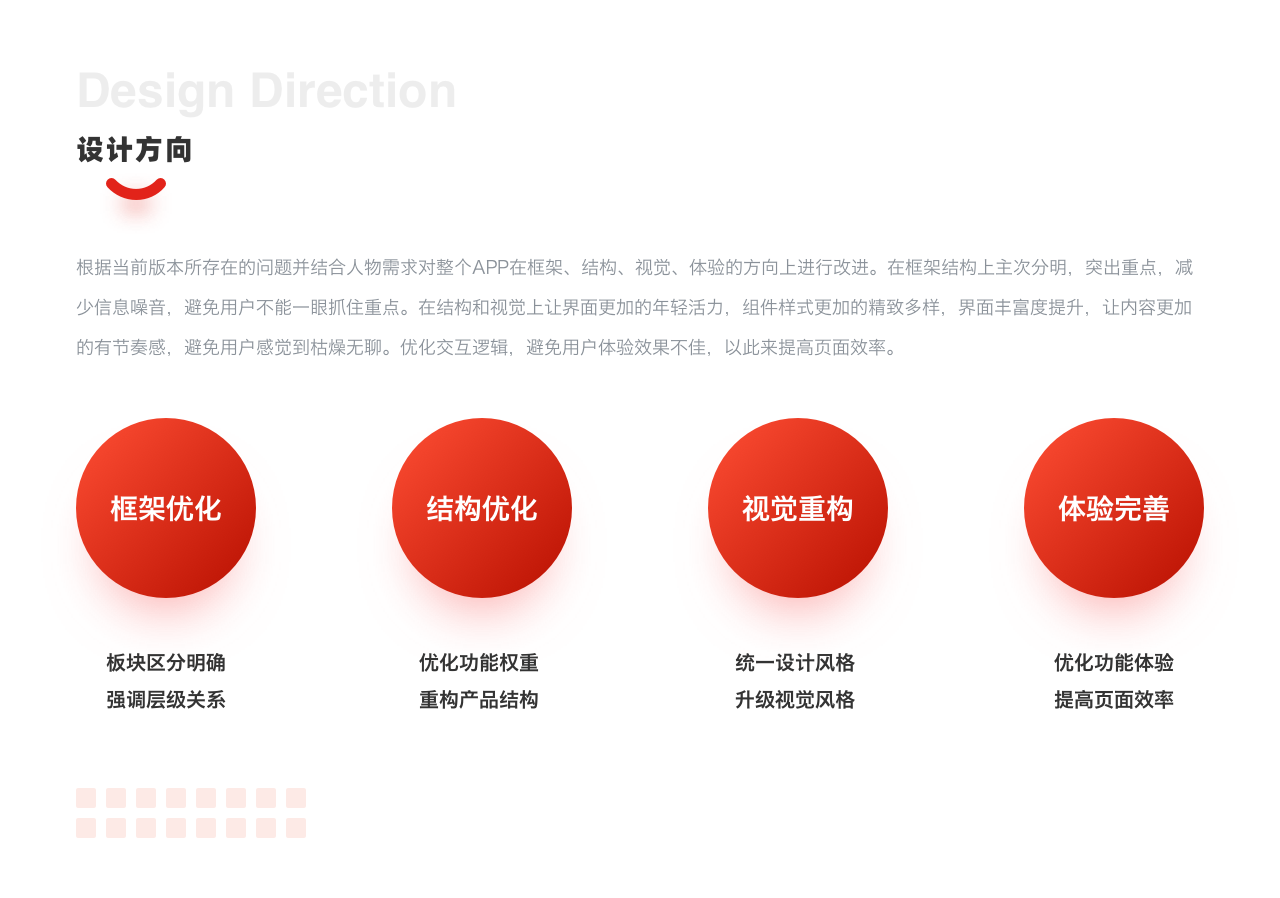 Design Direction
设计方向
根据当前版本所存在的问题并结合人物需求对整个APP在框架、结构、视觉、体验的方向上进行改进。在框架结构上主次分明，突出重点，减
少信息噪音，避免用户不能一眼抓住重点。在结构和视觉上让界面更加的年轻活力，组件样式更加的精致多样，界面丰富度提升，让内容更加
的有节奏感，避免用户感觉到枯燥无聊。优化交互逻辑，避免用户体验效果不佳，以此来提高页面效率。
框架优化
结构优化
视觉重构
体验完善
板块区分明确
强调层级关系
优化功能权重
重构产品结构
统一设计风格
升级视觉风格
优化功能体验
提高页面效率